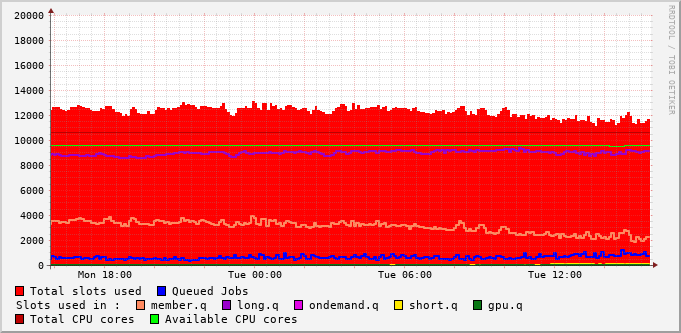 20000
18000
16000
14000
12000
10000
8000
6000
4000
2000
0
Mon 18:00 Tue 00:00 Tue 06:00 Tue 12:00
Total slots used Queued Jobs
Slots used in : member.q long.q ondemand.q short.q gpu.q
Total CPU cores Available CPU cores
RRDTOOL / TOBI OETIKER